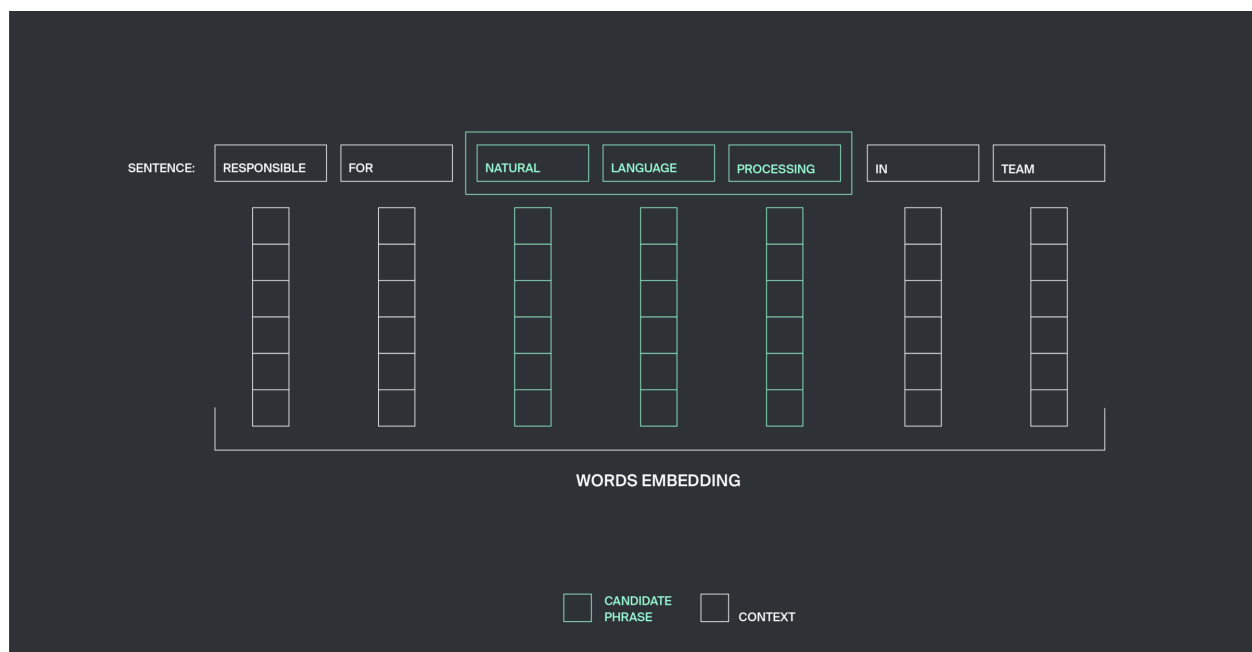 SENTENCE: RESPONSIBLE FOR NATURAL LANGUAGE PROCESSING IN TEAM
WORDS EMBEDDING
CANDIDATE
PHRASE
CONTEXT